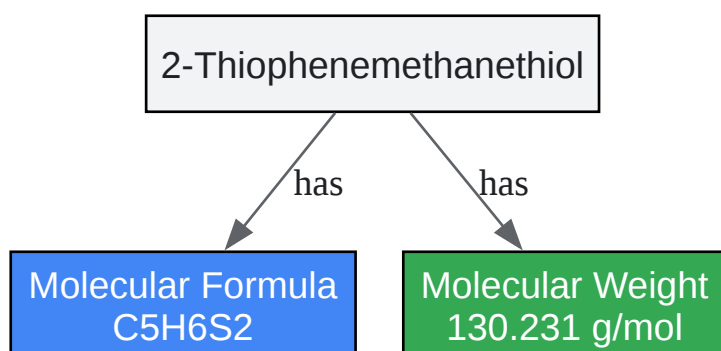 2-Thiophenemethanethiol
has
has
Molecular Formula
C5H6S2
Molecular Weight
130.231 g/mol